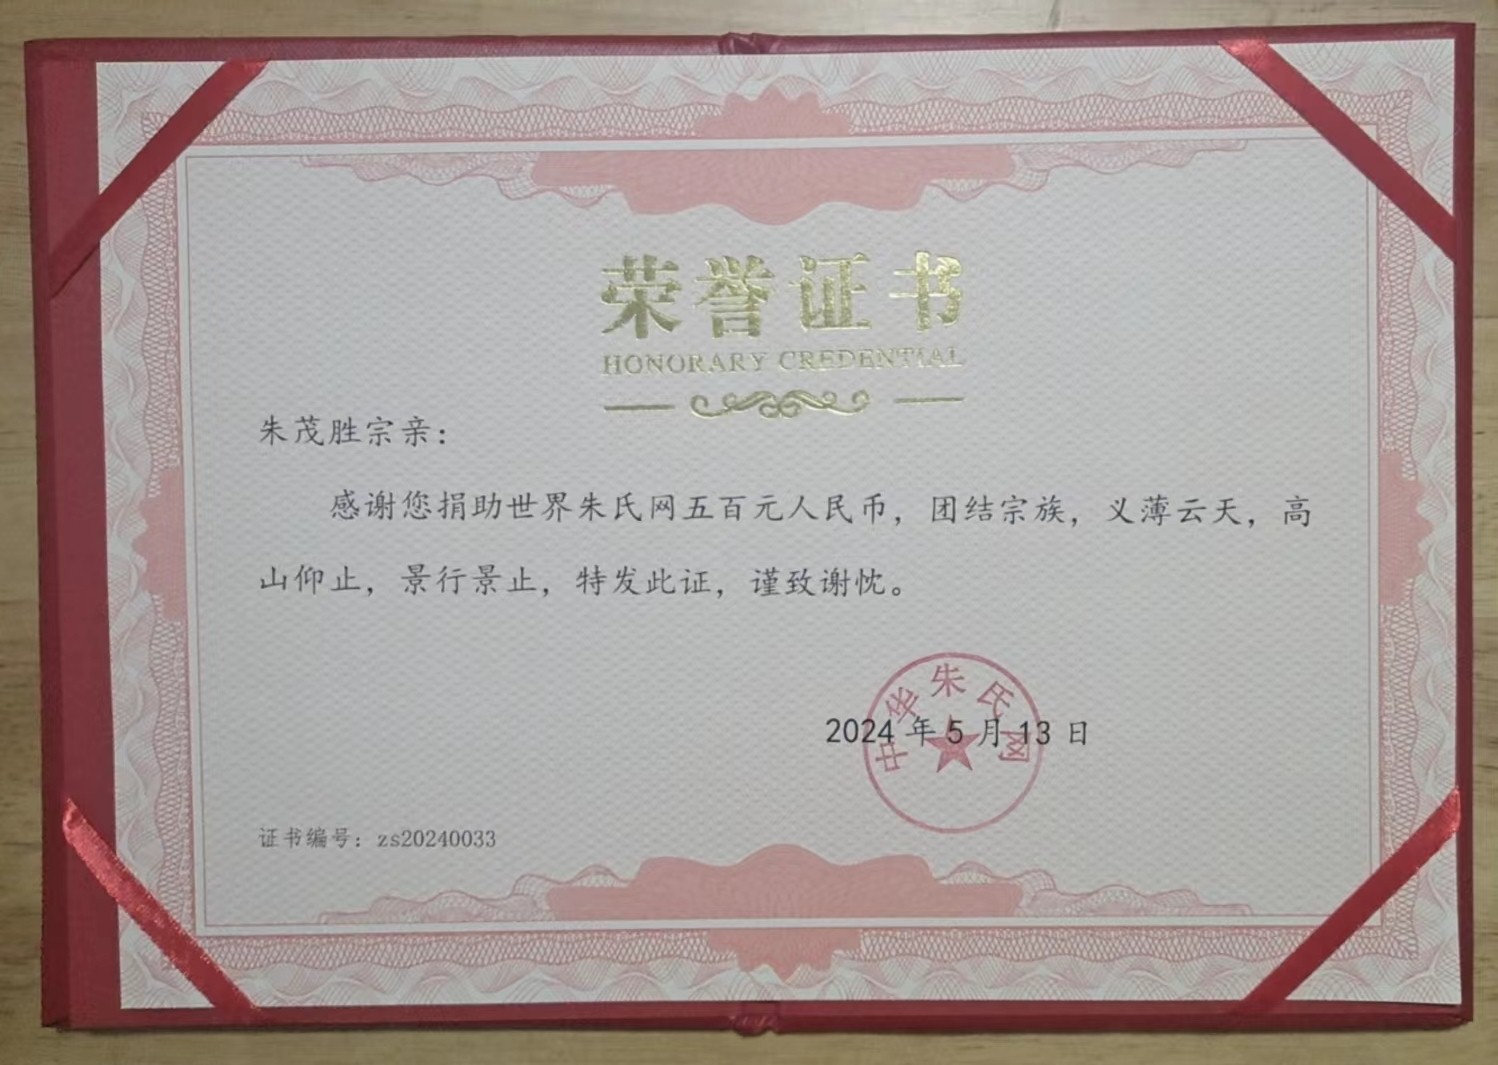 荣誉证书
HONORARY CREDENTIAL
朱茂胜宗亲：
感谢您捐助世界朱氏网五百元人民币，团结宗族，义薄云天，高
山仰止，景行景止，特发此证，谨致谢忱。
中华朱氏网
2024 年 5 月 13 日
证书编号：zs20240033